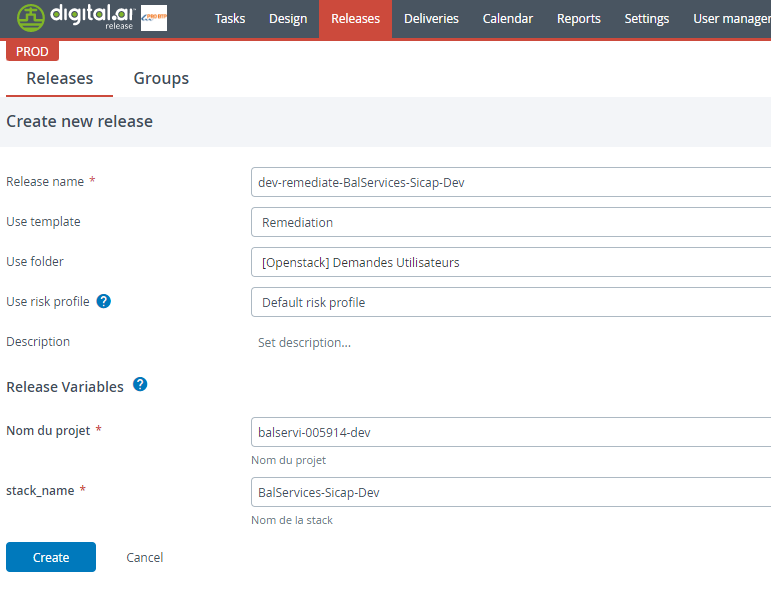 digital.ai
release
Tasks Design Releases Deliveries Calendar Reports Settings User manager
PROD
Releases Groups
Create new release
Release name * dev-remediate-BalServices-Sicap-Dev
Use template Remediation
Use folder [Openstack] Demandes Utilisateurs
Use risk profile ? Default risk profile
Description Set description...
Release Variables ?
Nom du projet * balservi-005914-dev
Nom du projet
stack_name * BalServices-Sicap-Dev
Nom de la stack
Create Cancel